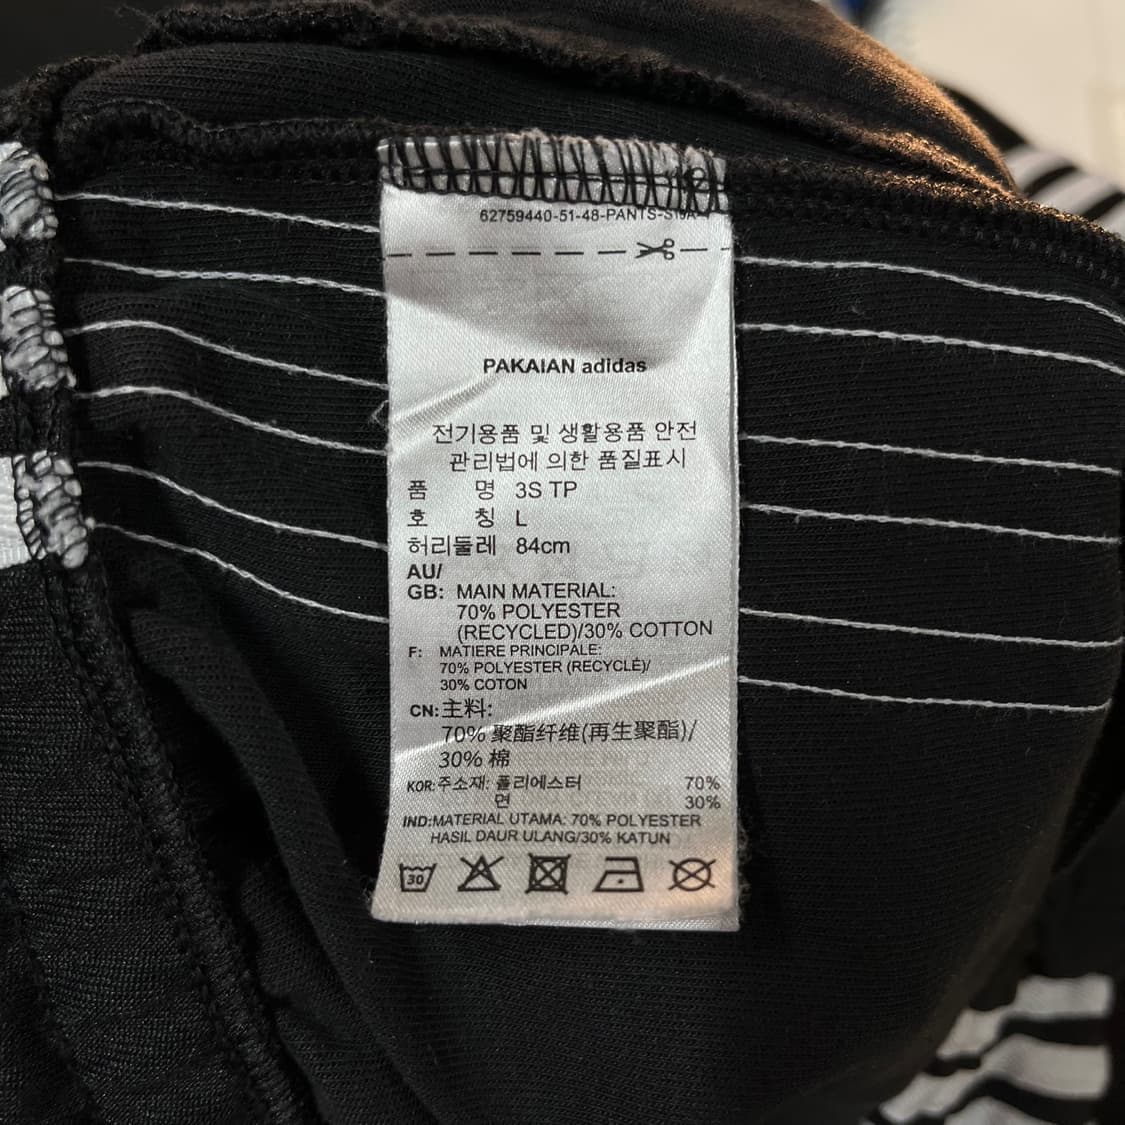 62759440-51-48-PANTS-S19A-
PAKAIAN adidas
전기용품 및 생활용품 안전
관리법에 의한 품질표시
품 명 3S TP
호 칭 L
허리둘레 84cm
AU/
GB: MAIN MATERIAL:
70% POLYESTER
(RECYCLED)/30% COTTON
F: MATIERE PRINCIPALE:
70% POLYESTER (RECYCLÉ)/
30% COTON
CN:主料:
70% 聚酯纤维(再生聚酯)/
30% 棉
KOR:주소재: 폴리에스터 70%
면 30%
IND:MATERIAL UTAMA: 70% POLYESTER
HASIL DAUR ULANG/30% KATUN
30